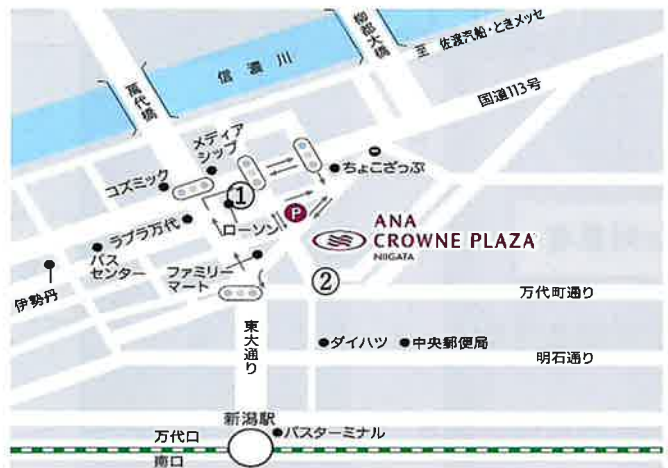 柳都大橋
至 佐渡汽船・ときメッセ
信濃川
萬代橋
国道113号
メディア
シップ
ちょこざっぷ
コズミック
①
P
ローソン
ラブラ万代
ANA
CROWNE PLAZA
NIIGATA
バス
センター
ファミリー
マート
②
伊勢丹
万代町通り
東大通り
ダイハツ
中央郵便局
明石通り
新潟駅
バスターミナル
万代口
南口